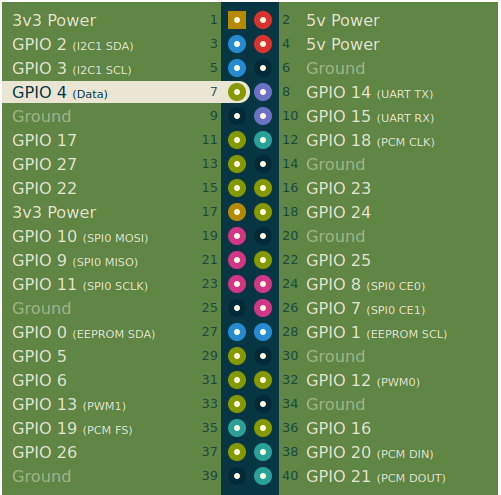 3v3 Power 1 2 5v Power
GPIO 2 (I2C1 SDA) 3 4 5v Power
GPIO 3 (I2C1 SCL) 5 6 Ground
GPIO 4 (Data) 7 8 GPIO 14 (UART TX)
Ground 9 10 GPIO 15 (UART RX)
GPIO 17 11 12 GPIO 18 (PCM CLK)
GPIO 27 13 14 Ground
GPIO 22 15 16 GPIO 23
3v3 Power 17 18 GPIO 24
GPIO 10 (SPI0 MOSI) 19 20 Ground
GPIO 9 (SPI0 MISO) 21 22 GPIO 25
GPIO 11 (SPI0 SCLK) 23 24 GPIO 8 (SPI0 CE0)
Ground 25 26 GPIO 7 (SPI0 CE1)
GPIO 0 (EEPROM SDA) 27 28 GPIO 1 (EEPROM SCL)
GPIO 5 29 30 Ground
GPIO 6 31 32 GPIO 12 (PWM0)
GPIO 13 (PWM1) 33 34 Ground
GPIO 19 (PCM FS) 35 36 GPIO 16
GPIO 26 37 38 GPIO 20 (PCM DIN)
Ground 39 40 GPIO 21 (PCM DOUT)